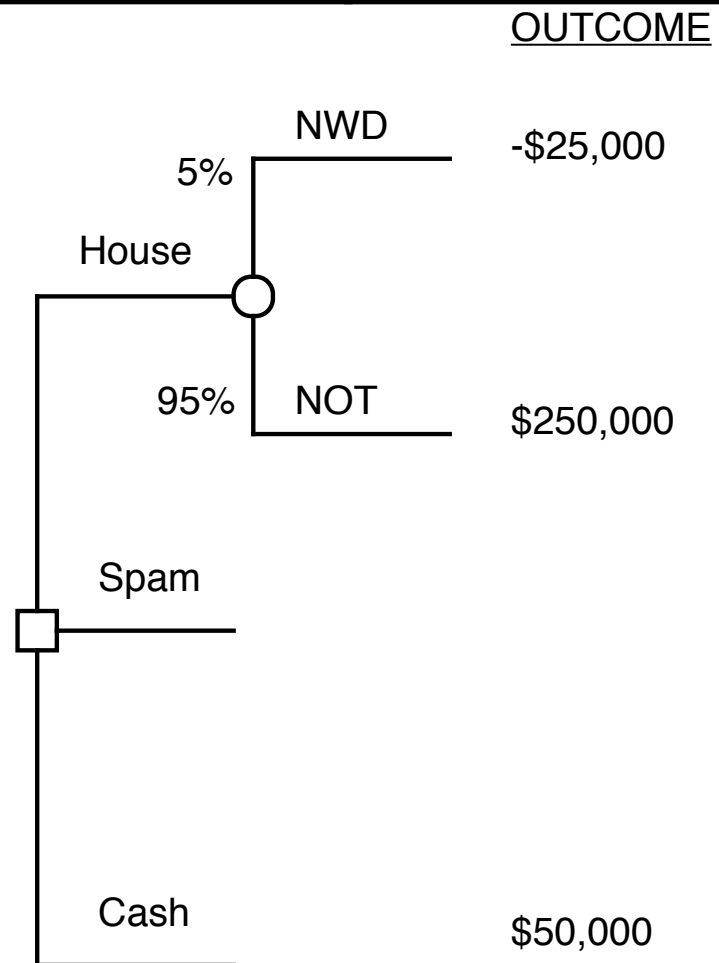 OUTCOME
NWD
-$25,000
5%
House
95%
NOT
$250,000
Spam
Cash
$50,000